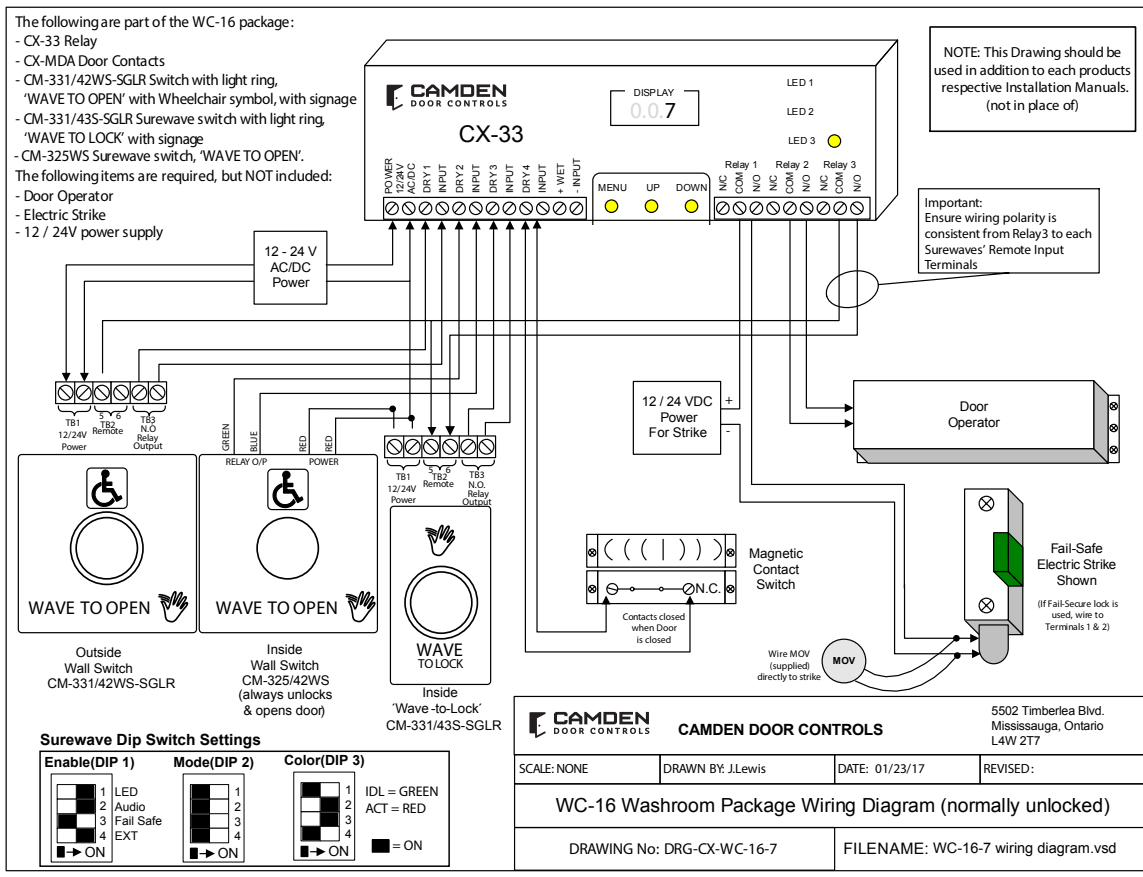 The following are part of the WC-16 package:
- CX-33 Relay
- CX-MDA Door Contacts
- CM-331/42WS-SGLR Switch with light ring,
'WAVE TO OPEN' with Wheelchair symbol, with signage
- CM-331/43S-SGLR Surewave switch with light ring,
'WAVE TO LOCK' with signage
- CM-325WS Surewave switch, 'WAVE TO OPEN'.
The following items are required, but NOT included:
- Door Operator
- Electric Strike
- 12 / 24V power supply
CAMDEN
DOOR CONTROLS
CX-33
DISPLAY
0.0.7
LED 1
LED 2
LED 3
POWER
12/24V
AC/DC
DRY 1
INPUT
DRY 2
INPUT
DRY 3
INPUT
DRY 4
INPUT
+ WET
- INPUT
MENU UP DOWN
Relay 1 Relay 2 Relay 3
N/C
COM
N/O
N/C
COM
N/O
N/C
COM
N/O
NOTE: This Drawing should be
used in addition to each products
respective Installation Manuals.
(not in place of)
Important:
Ensure wiring polarity is
consistent from Relay3 to each
Surewaves' Remote Input
Terminals
12 - 24 V
AC/DC
Power
TB1
12/24V
Power
5 6
TB2
Remote
TB3
N.O
Relay
Output
GREEN
BLUE
RED
RED
RELAY O/P POWER
TB1
12/24V
Power
5 6
TB2
Remote
TB3
N.O.
Relay
Output
12 / 24 VDC
Power
For Strike
+
-
Door
Operator
WAVE TO OPEN
Outside
Wall Switch
CM-331/42WS-SGLR
WAVE TO OPEN
Inside
Wall Switch
CM-325/42WS
(always unlocks
& opens door)
WAVE
TO LOCK
Inside
'Wave -to-Lock'
CM-331/43S-SGLR
N.C.
Magnetic
Contact
Switch
Contacts closed
when Door
is closed
Fail-Safe
Electric Strike
Shown
(If Fail-Secure lock is
used, wire to
Terminals 1 & 2)
Wire MOV
(supplied)
directly to strike
MOV
Surewave Dip Switch Settings
Enable(DIP 1) Mode(DIP 2) Color(DIP 3)
1 LED
2 Audio
3 Fail Safe
4 EXT
→ ON
1
2
3
4
→ ON
1
2
3
4
→ ON
IDL = GREEN
ACT = RED
= ON
CAMDEN
DOOR CONTROLS
CAMDEN DOOR CONTROLS
5502 Timberlea Blvd.
Mississauga, Ontario
L4W 2T7
SCALE: NONE DRAWN BY: J.Lewis DATE: 01/23/17 REVISED:
WC-16 Washroom Package Wiring Diagram (normally unlocked)
DRAWING No: DRG-CX-WC-16-7 FILENAME: WC-16-7 wiring diagram.vsd